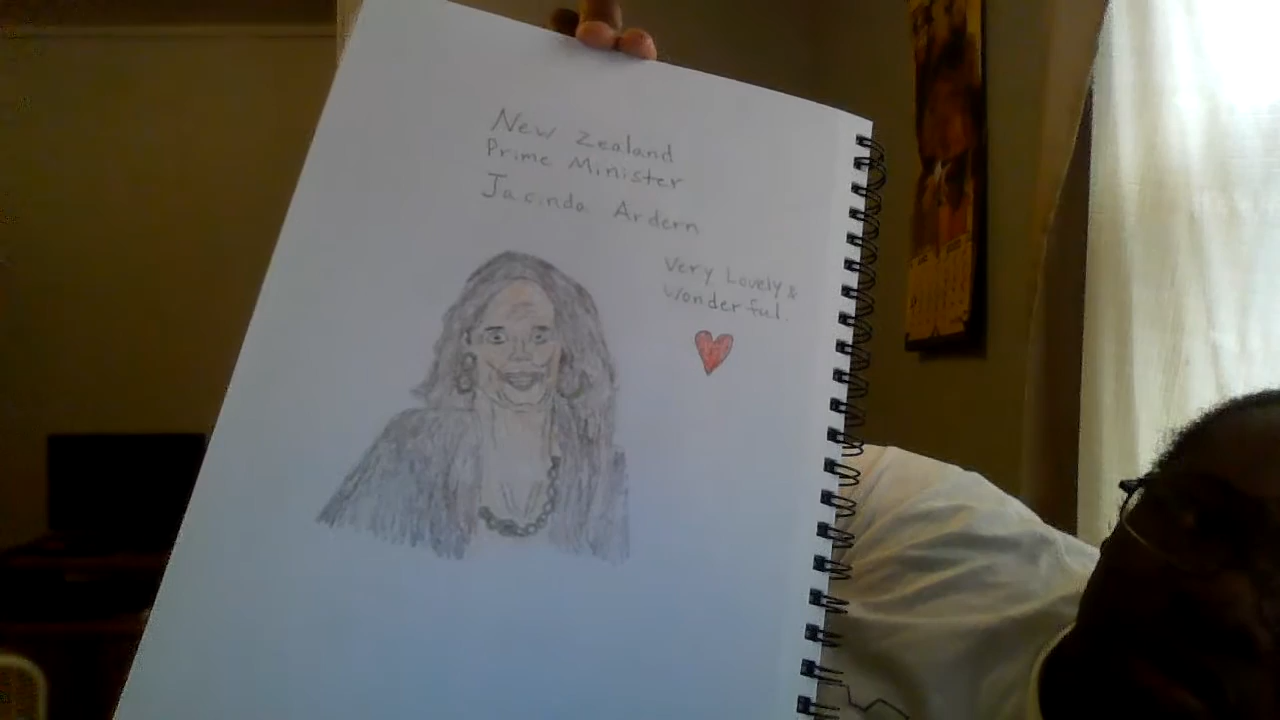 New Zealand
Prime Minister
Jacinda Ardern
Very Lovely &
Wonderful.